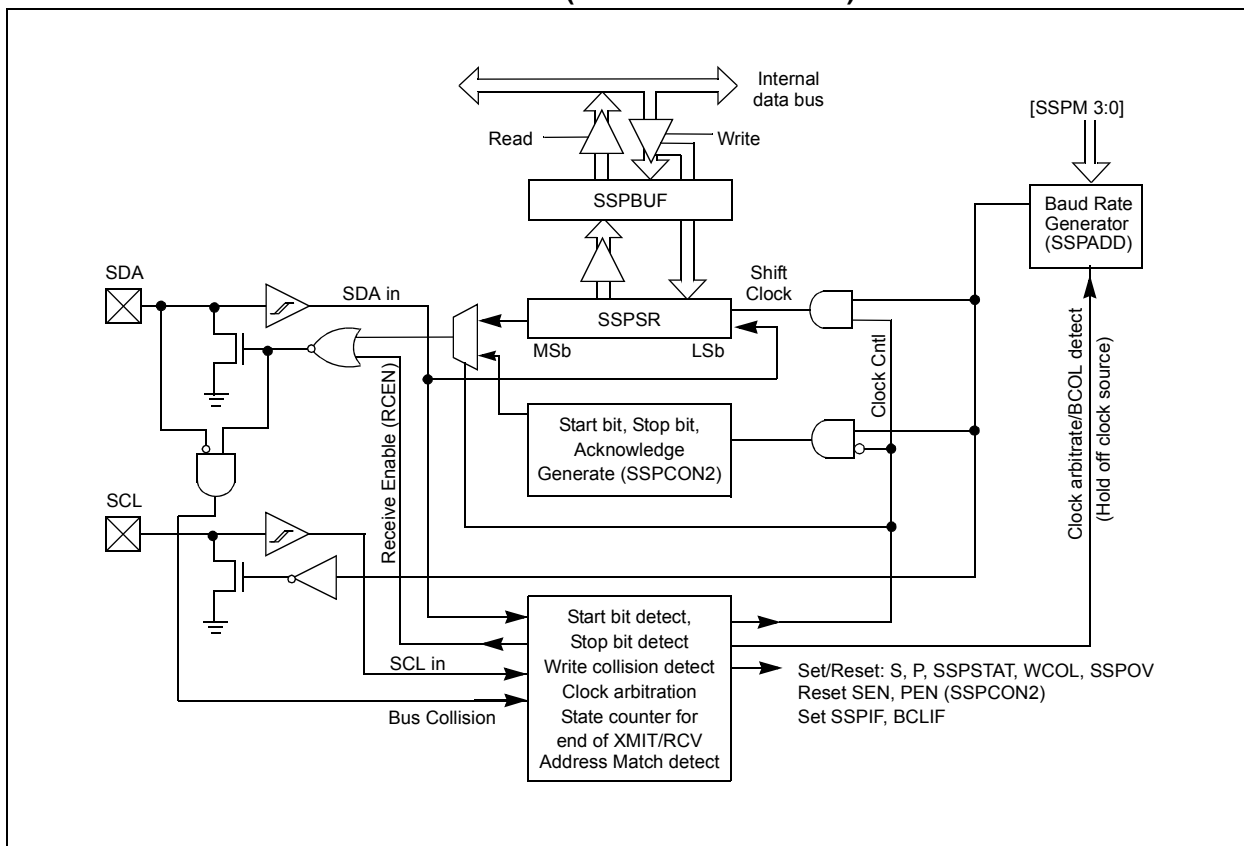 Internal
data bus
[SSPM 3:0]
Read
Write
SSPBUF
Baud Rate
Generator
(SSPADD)
SDA
SDA in
Shift
Clock
SSPSR
MSb
LSb
Clock Cntl
Clock arbitrate/BCOL detect
(Hold off clock source)
Receive Enable (RCEN)
Start bit, Stop bit,
Acknowledge
Generate (SSPCON2)
SCL
SCL in
Bus Collision
Start bit detect,
Stop bit detect
Write collision detect
Clock arbitration
State counter for
end of XMIT/RCV
Address Match detect
Set/Reset: S, P, SSPSTAT, WCOL, SSPOV
Reset SEN, PEN (SSPCON2)
Set SSPIF, BCLIF